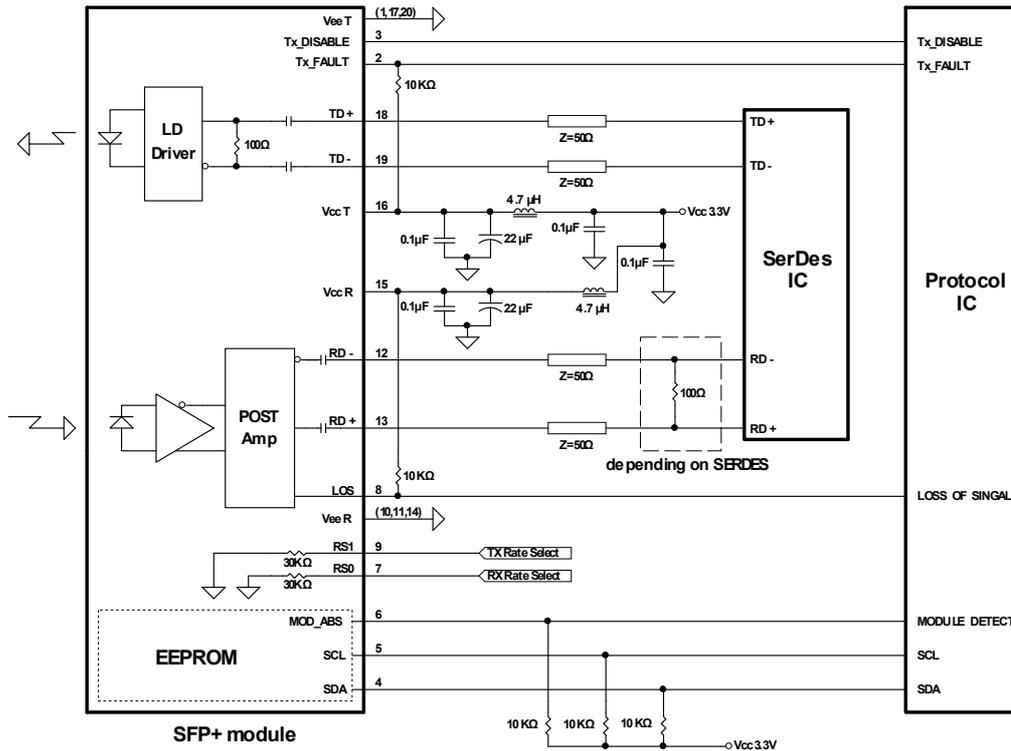 Vee T (1,17,20)
Tx_DISABLE 3 Tx_DISABLE
Tx_FAULT 2 Tx_FAULT
10 KΩ
LD Driver
100Ω
TD + 18 Z=50Ω TD +
TD - 19 Z=50Ω TD -
Vcc T 16 4.7 µH Vcc 3.3V
0.1µF 22 µF 0.1µF
0.1µF
SerDes IC
Protocol IC
Vcc R 15
0.1µF 22 µF 4.7 µH
RD - 12 Z=50Ω RD -
100Ω
POST Amp
RD + 13 Z=50Ω RD +
depending on SERDES
10 KΩ
LOS 8 LOSS OF SINGAL
Vee R (10,11,14)
RS1 9 TX Rate Select
30KΩ
RS0 7 RX Rate Select
30KΩ
MOD_ABS 6 MODULE DETECT
EEPROM
SCL 5 SCL
SDA 4 SDA
10 KΩ 10 KΩ 10 KΩ
Vcc 3.3V
SFP+ module